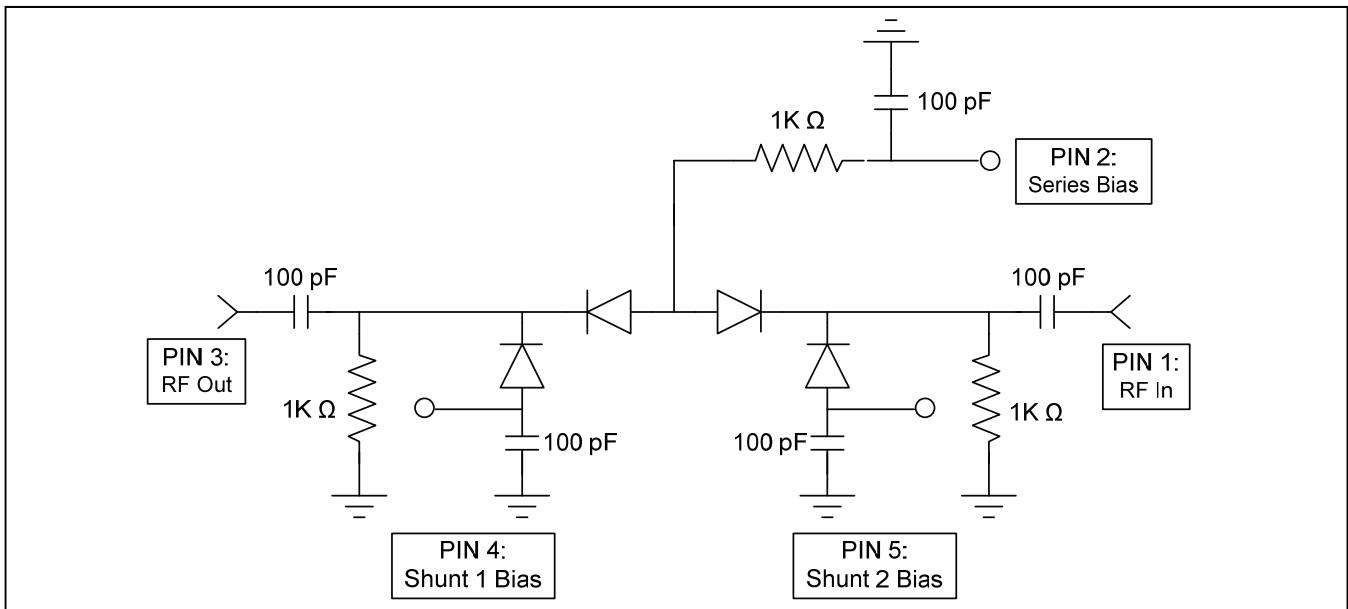 100 pF
1K Ω
PIN 2:
Series Bias
100 pF
100 pF
PIN 3:
RF Out
PIN 1:
RF In
1K Ω
1K Ω
100 pF
100 pF
PIN 4:
Shunt 1 Bias
PIN 5:
Shunt 2 Bias